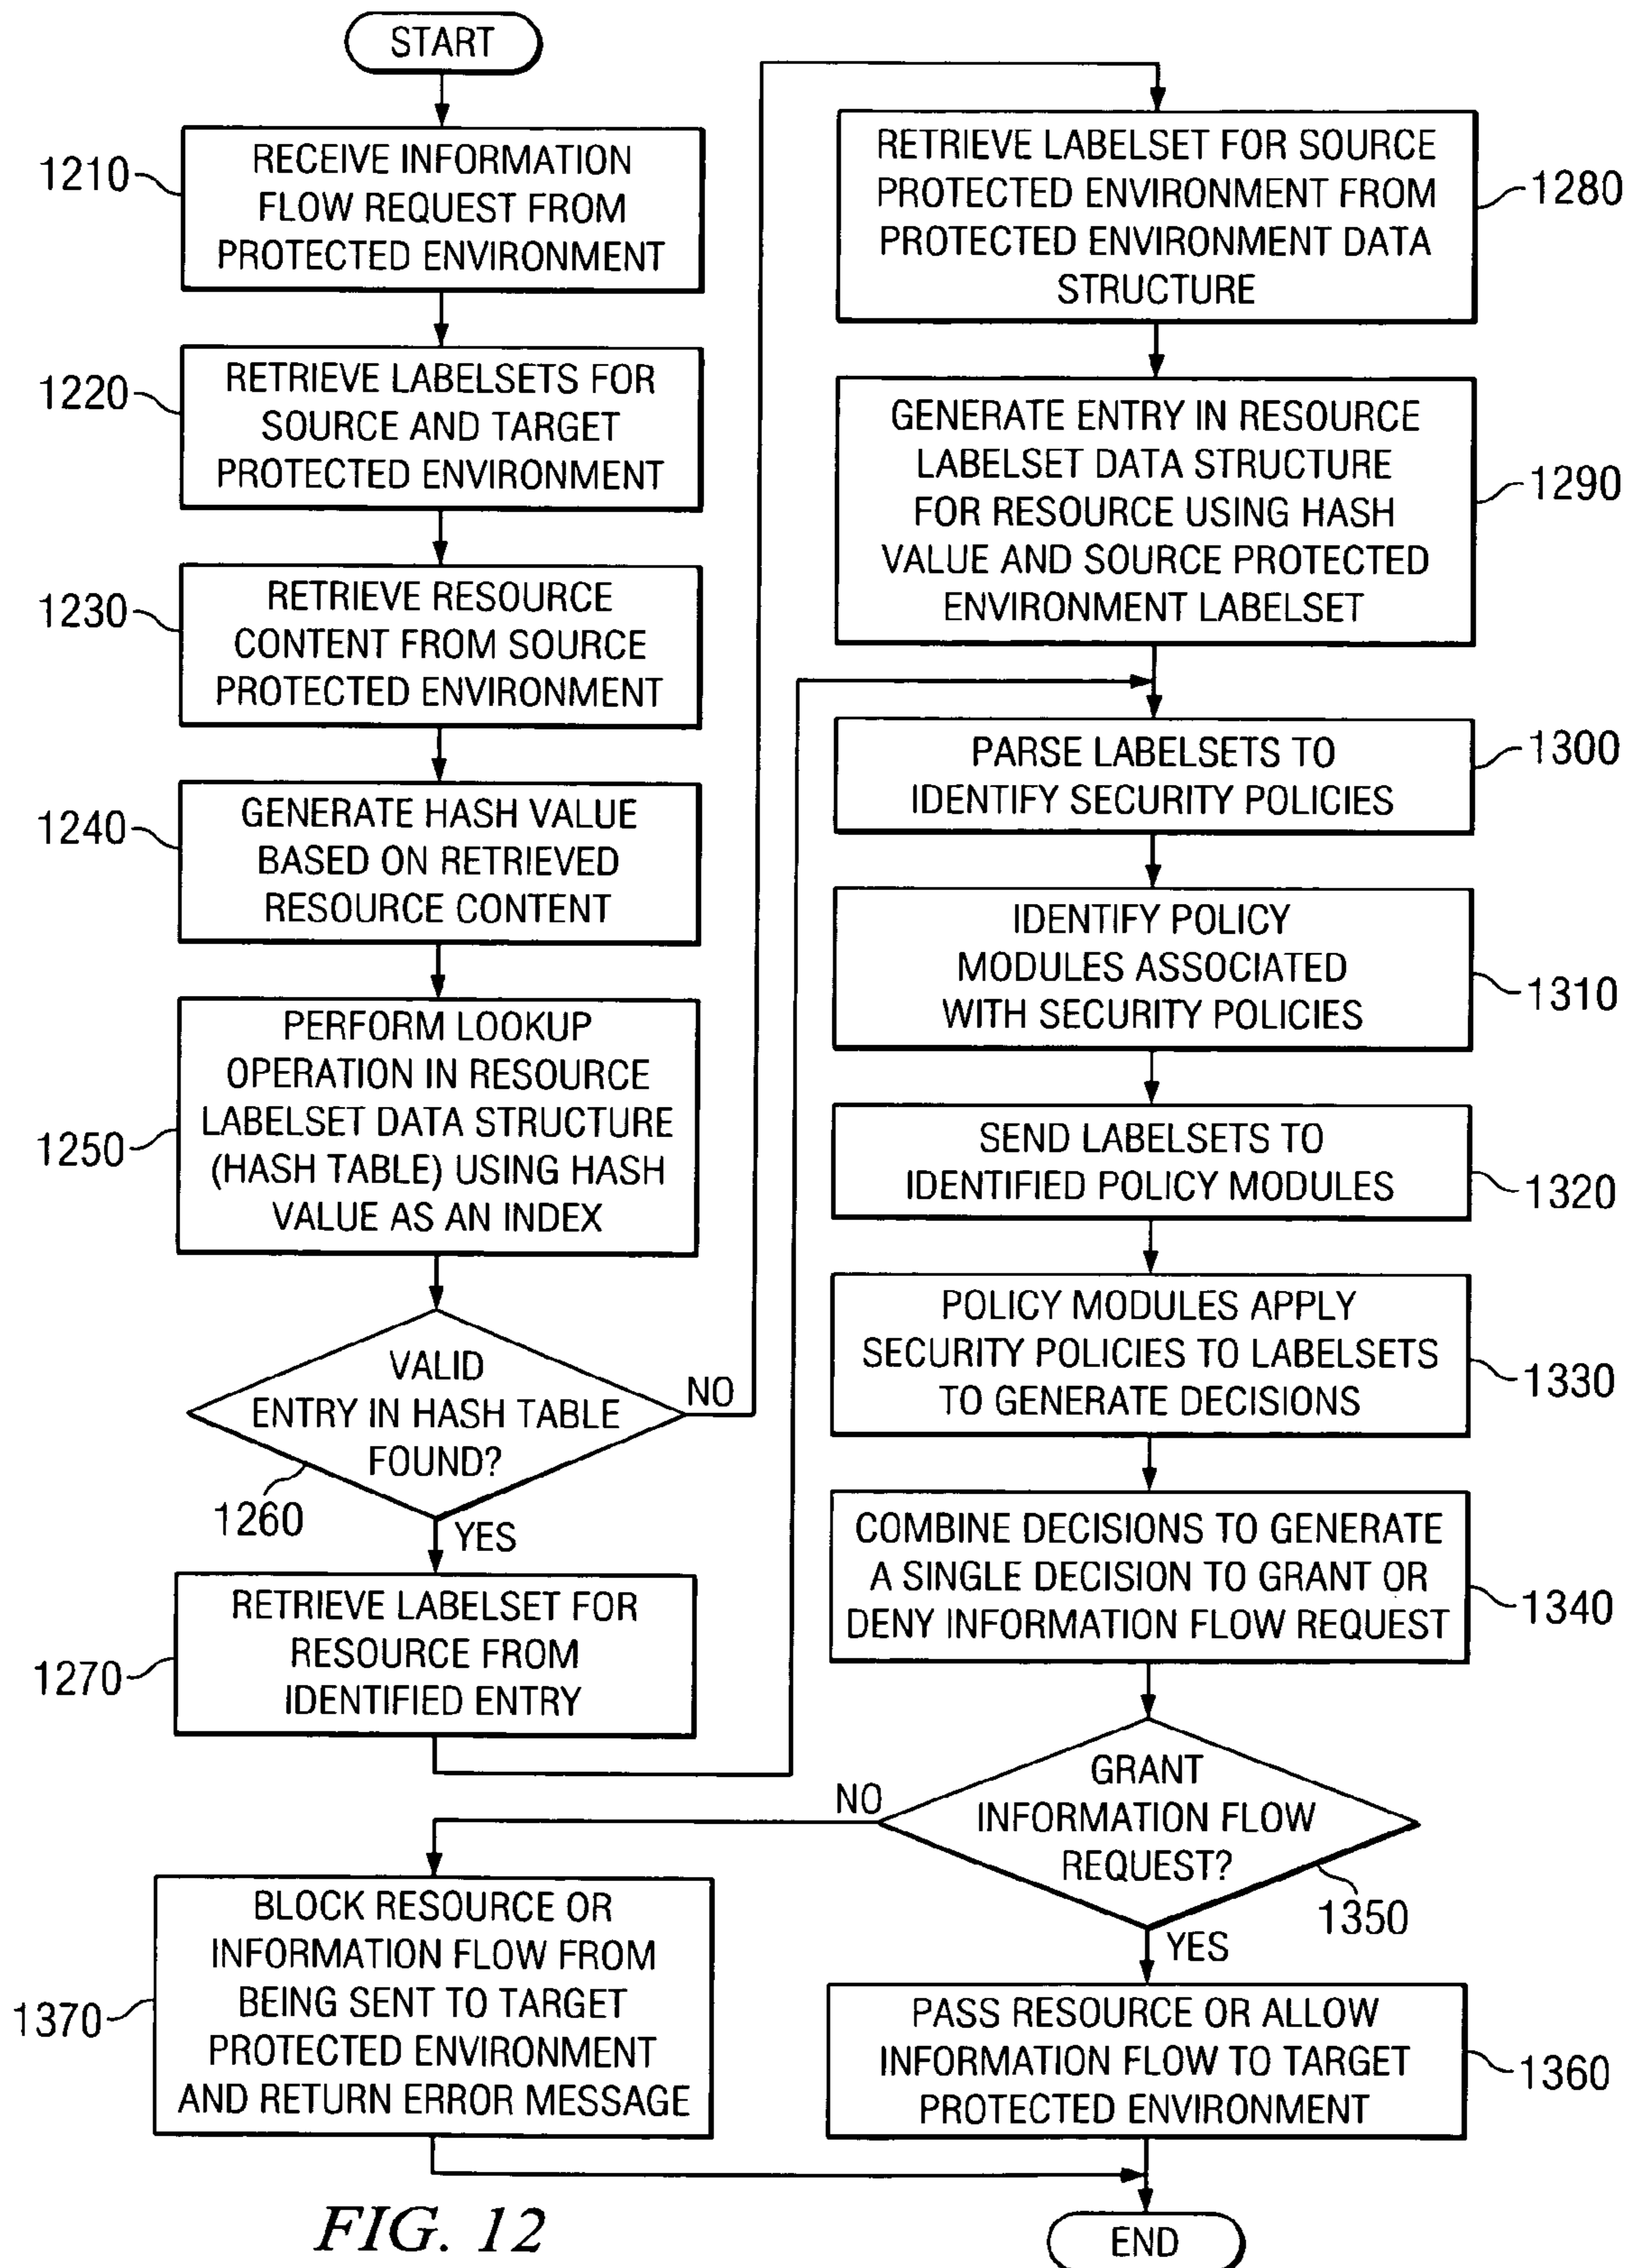 START
1210
RECEIVE INFORMATION
FLOW REQUEST FROM
PROTECTED ENVIRONMENT
1220
RETRIEVE LABELSETS FOR
SOURCE AND TARGET
PROTECTED ENVIRONMENT
1230
RETRIEVE RESOURCE
CONTENT FROM SOURCE
PROTECTED ENVIRONMENT
1240
GENERATE HASH VALUE
BASED ON RETRIEVED
RESOURCE CONTENT
1250
PERFORM LOOKUP
OPERATION IN RESOURCE
LABELSET DATA STRUCTURE
(HASH TABLE) USING HASH
VALUE AS AN INDEX
VALID
ENTRY IN HASH TABLE
FOUND?
NO
1260
YES
1270
RETRIEVE LABELSET FOR
RESOURCE FROM
IDENTIFIED ENTRY
RETRIEVE LABELSET FOR SOURCE
PROTECTED ENVIRONMENT FROM
PROTECTED ENVIRONMENT DATA
STRUCTURE
1280
GENERATE ENTRY IN RESOURCE
LABELSET DATA STRUCTURE
FOR RESOURCE USING HASH
VALUE AND SOURCE PROTECTED
ENVIRONMENT LABELSET
1290
PARSE LABELSETS TO
IDENTIFY SECURITY POLICIES
1300
IDENTIFY POLICY
MODULES ASSOCIATED
WITH SECURITY POLICIES
1310
SEND LABELSETS TO
IDENTIFIED POLICY MODULES
1320
POLICY MODULES APPLY
SECURITY POLICIES TO LABELSETS
TO GENERATE DECISIONS
1330
COMBINE DECISIONS TO GENERATE
A SINGLE DECISION TO GRANT OR
DENY INFORMATION FLOW REQUEST
1340
GRANT
INFORMATION FLOW
REQUEST?
NO
1350
YES
1370
BLOCK RESOURCE OR
INFORMATION FLOW FROM
BEING SENT TO TARGET
PROTECTED ENVIRONMENT
AND RETURN ERROR MESSAGE
PASS RESOURCE OR ALLOW
INFORMATION FLOW TO TARGET
PROTECTED ENVIRONMENT
1360
END
FIG. 12